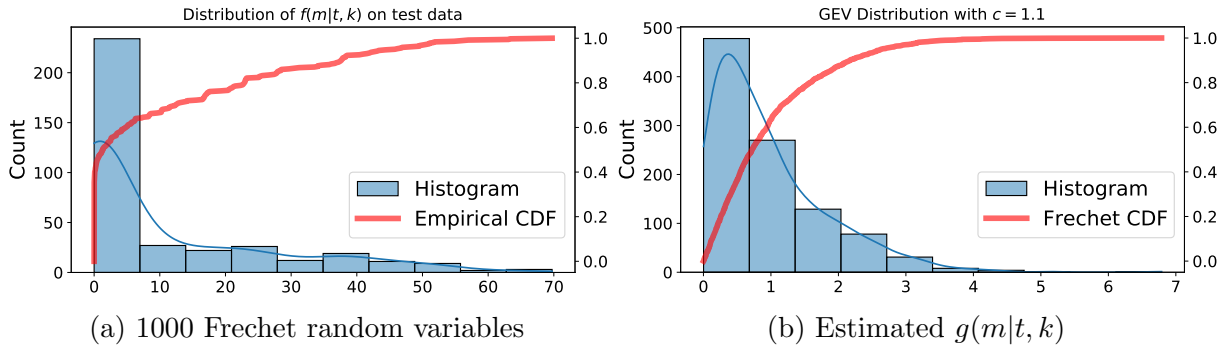 Distribution of f(m|t, k) on test data
Count
200
150
100
50
0
1.0
0.8
0.6
0.4
0.2
0.0
Histogram
Empirical CDF
0 10 20 30 40 50 60 70
(a) 1000 Frechet random variables
GEV Distribution with c = 1.1
Count
500
400
300
200
100
0
1.0
0.8
0.6
0.4
0.2
0.0
Histogram
Frechet CDF
0 1 2 3 4 5 6 7
(b) Estimated g(m|t, k)